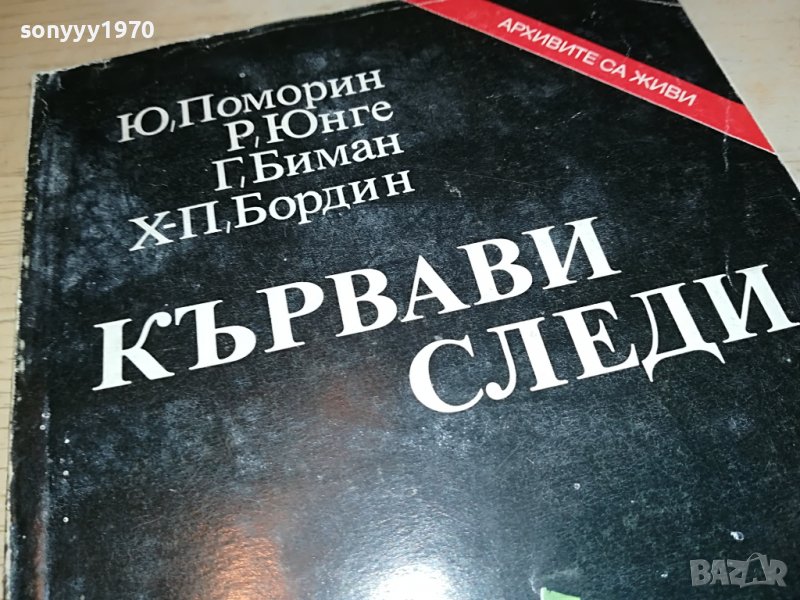 sonyyy1970
АРХИВИТЕ СА ЖИВИ
Ю,Поморин
Р,Юнге
Г,Биман
Х-П,Бордин
КЪРВАВИ
СЛЕДИ
BAZAR